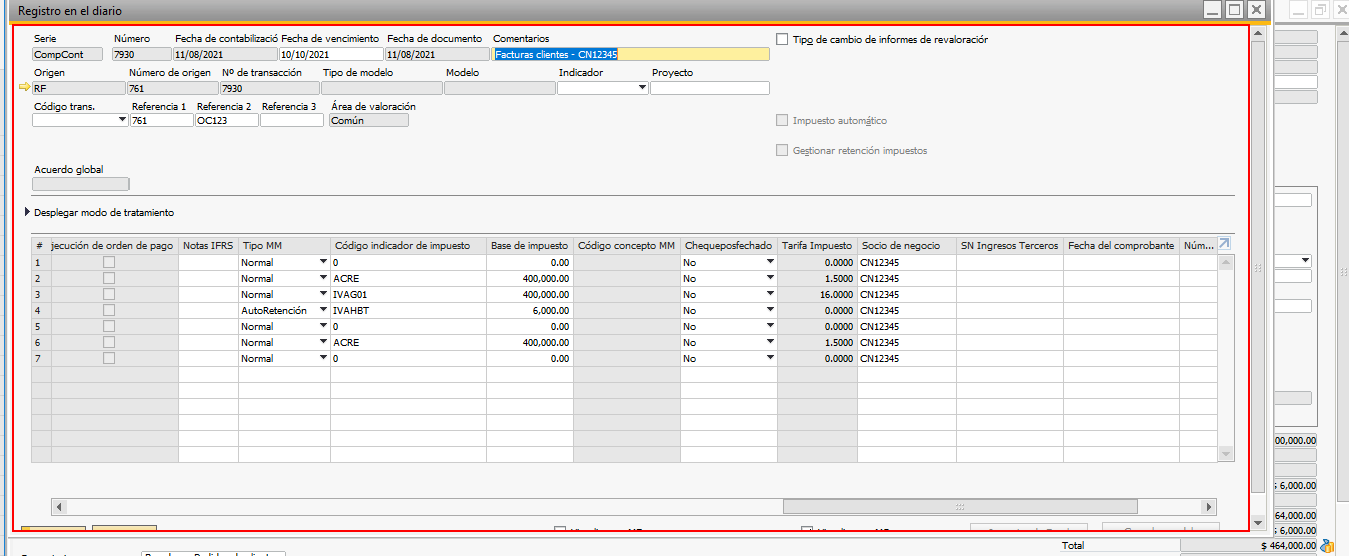 Registro en el diario
Serie Número Fecha de contabilizació Fecha de vencimiento Fecha de documento Comentarios
CompCont 7930 11/08/2021 10/10/2021 11/08/2021 Facturas clientes - CN12345
Tipo de cambio de informes de revaloraciór
Origen Número de origen Nº de transacción Tipo de modelo Modelo Indicador Proyecto
RF 761 7930
Código trans. Referencia 1 Referencia 2 Referencia 3 Área de valoración
761 OC123 Común
Impuesto automático
Gestionar retención impuestos
Acuerdo global
Desplegar modo de tratamiento
# jecución de orden de pago Notas IFRS Tipo MM Código indicador de impuesto Base de impuesto Código concepto MM Chequeposfechado Tarifa Impuesto Socio de negocio SN Ingresos Terceros Fecha del comprobante Núm...
1 Normal 0 0.00 No 0.0000 CN12345
2 Normal ACRE 400,000.00 No 1.5000 CN12345
3 Normal IVAG01 400,000.00 No 16.0000 CN12345
4 AutoRetención IVAHBT 6,000.00 No 0.0000 CN12345
5 Normal 0 0.00 No 0.0000 CN12345
6 Normal ACRE 400,000.00 No 1.5000 CN12345
7 Normal 0 0.00 No 0.0000 CN12345
00,000.00
$ 6,000.00
64,000.00
$ 6,000.00
Total $ 464,000.00